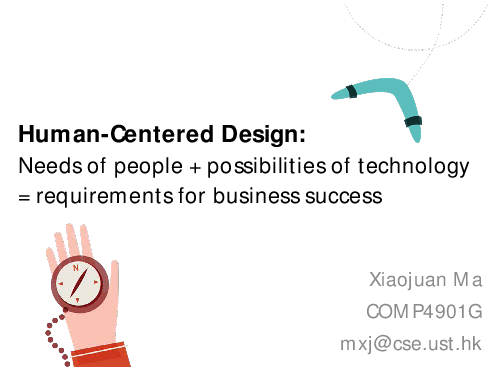 Human-Centered Design:
Needs of people + possibilities of technology
= requirements for business success
N
Xiaojuan Ma
COMP4901G
mxj@cse.ust.hk